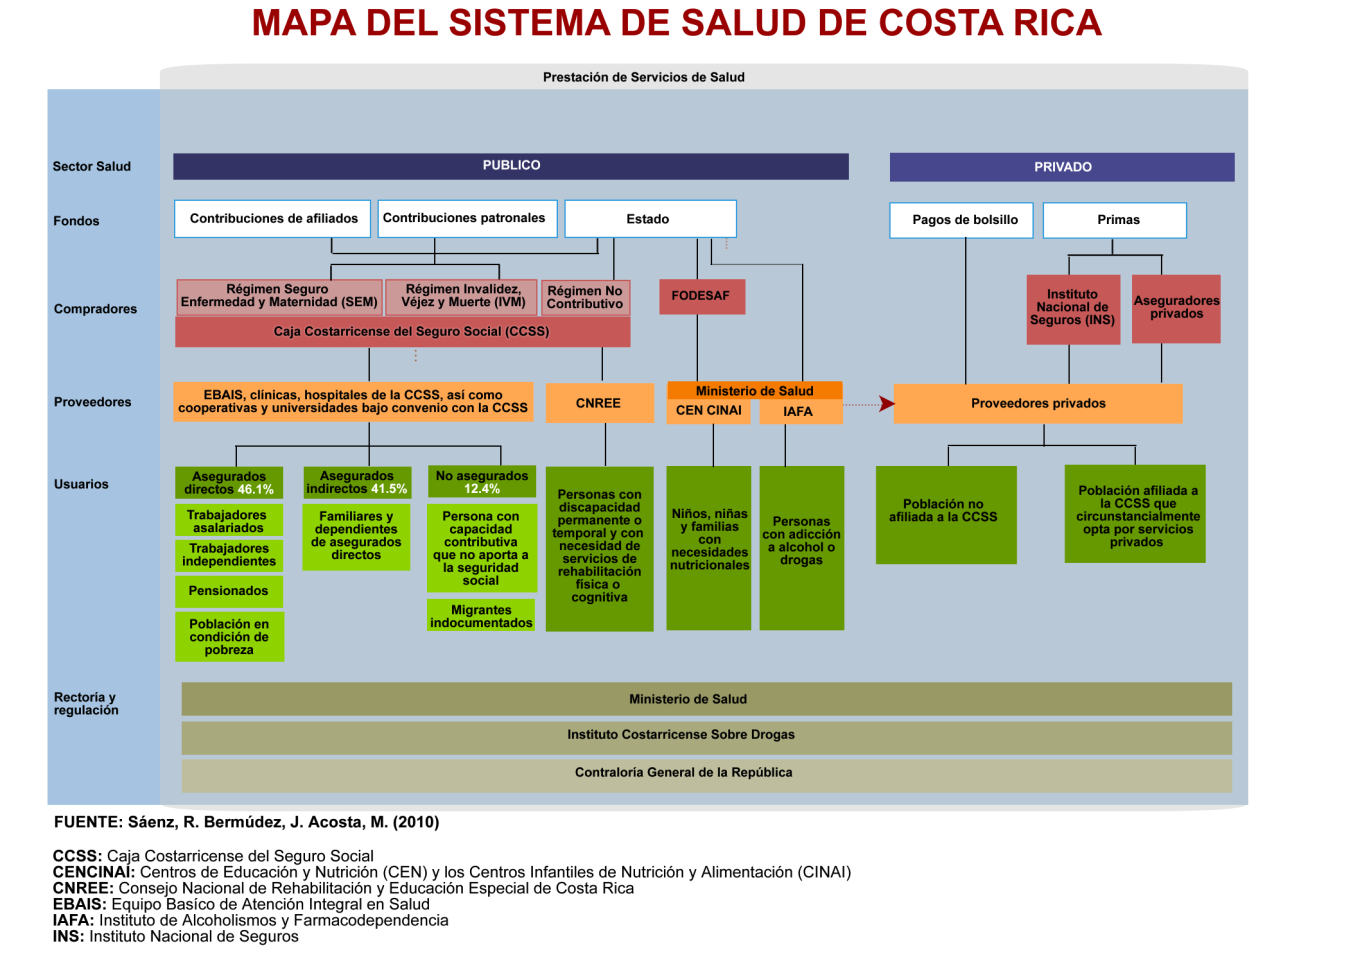 MAPA DEL SISTEMA DE SALUD DE COSTA RICA
Prestación de Servicios de Salud
Sector Salud
PUBLICO
PRIVADO
Fondos
Contribuciones de afiliados
Contribuciones patronales
Estado
Pagos de bolsillo
Primas
Compradores
Régimen Seguro
Enfermedad y Maternidad (SEM)
Régimen Invalidez,
Véjez y Muerte (IVM)
Régimen No
Contributivo
Caja Costarricense del Seguro Social (CCSS)
FODESAF
Instituto
Nacional de
Seguros (INS)
Aseguradores
privados
Proveedores
EBAIS, clínicas, hospitales de la CCSS, así como
cooperativas y universidades bajo convenio con la CCSS
CNREE
Ministerio de Salud
CEN CINAI
IAFA
Proveedores privados
Usuarios
Asegurados
directos 46.1%
Trabajadores
asalariados
Trabajadores
independientes
Pensionados
Población en
condición de
pobreza
Asegurados
indirectos 41.5%
Familiares y
dependientes
de asegurados
directos
No asegurados
12.4%
Persona con
capacidad
contributiva
que no aporta a
la seguridad
social
Migrantes
indocumentados
Personas con
discapacidad
permanente o
temporal y con
necesidad de
servicios de
rehabilitación
física o
cognitiva
Niños, niñas
y familias
con
necesidades
nutricionales
Personas
con adicción
a alcohol o
drogas
Población no
afiliada a la CCSS
Población afiliada a
la CCSS que
circunstancialmente
opta por servicios
privados
Rectoría y
regulación
Ministerio de Salud
Instituto Costarricense Sobre Drogas
Contraloría General de la República
FUENTE: Sáenz, R. Bermúdez, J. Acosta, M. (2010)
CCSS: Caja Costarricense del Seguro Social
CENCINAI: Centros de Educación y Nutrición (CEN) y los Centros Infantiles de Nutrición y Alimentación (CINAI)
CNREE: Consejo Nacional de Rehabilitación y Educación Especial de Costa Rica
EBAIS: Equipo Basíco de Atención Integral en Salud
IAFA: Instituto de Alcoholismos y Farmacodependencia
INS: Instituto Nacional de Seguros